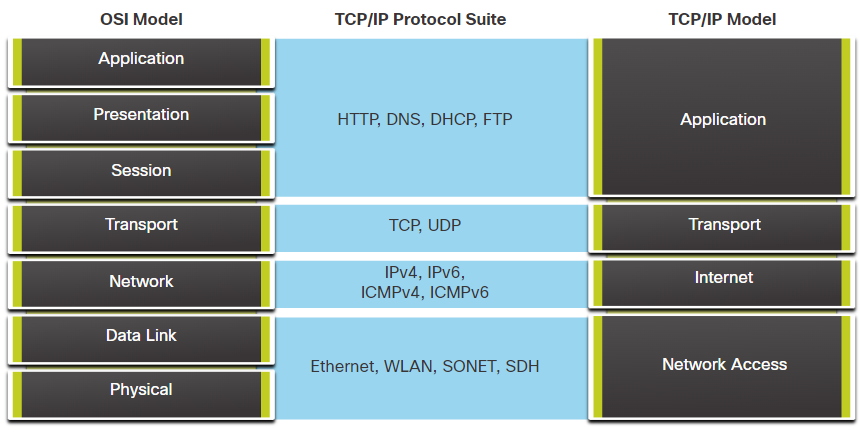 OSI Model
TCP/IP Protocol Suite
TCP/IP Model
Application
Presentation
Session
HTTP, DNS, DHCP, FTP
Application
Transport
TCP, UDP
Transport
Network
IPv4, IPv6,
ICMPv4, ICMPv6
Internet
Data Link
Physical
Ethernet, WLAN, SONET, SDH
Network Access